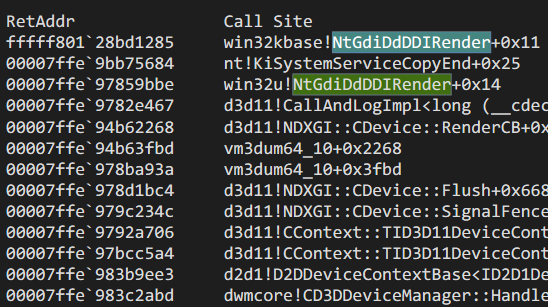 RetAddr Call Site
fffff801`28bd1285 win32kbase!NtGdiDdDDIRender+0x11
00007ffe`9bb75684 nt!KiSystemServiceCopyEnd+0x25
00007ffe`97859bbe win32u!NtGdiDdDDIRender+0x14
00007ffe`9782e467 d3d11!CallAndLogImpl<long (__cdec
00007ffe`94b62268 d3d11!NDXGI::CDevice::RenderCB+0x
00007ffe`94b63fbd vm3dum64_10+0x2268
00007ffe`978ba93a vm3dum64_10+0x3fbd
00007ffe`978d1bc4 d3d11!NDXGI::CDevice::Flush+0x668
00007ffe`979c234c d3d11!NDXGI::CDevice::SignalFence
00007ffe`9792a706 d3d11!CContext::TID3D11DeviceCont
00007ffe`97bcc5a4 d3d11!CContext::TID3D11DeviceCont
00007ffe`983b9ee3 d2d1!D2DDeviceContextBase<ID2D1De
00007ffe`983c2abd dwmcore!CD3DDeviceManager::Handle